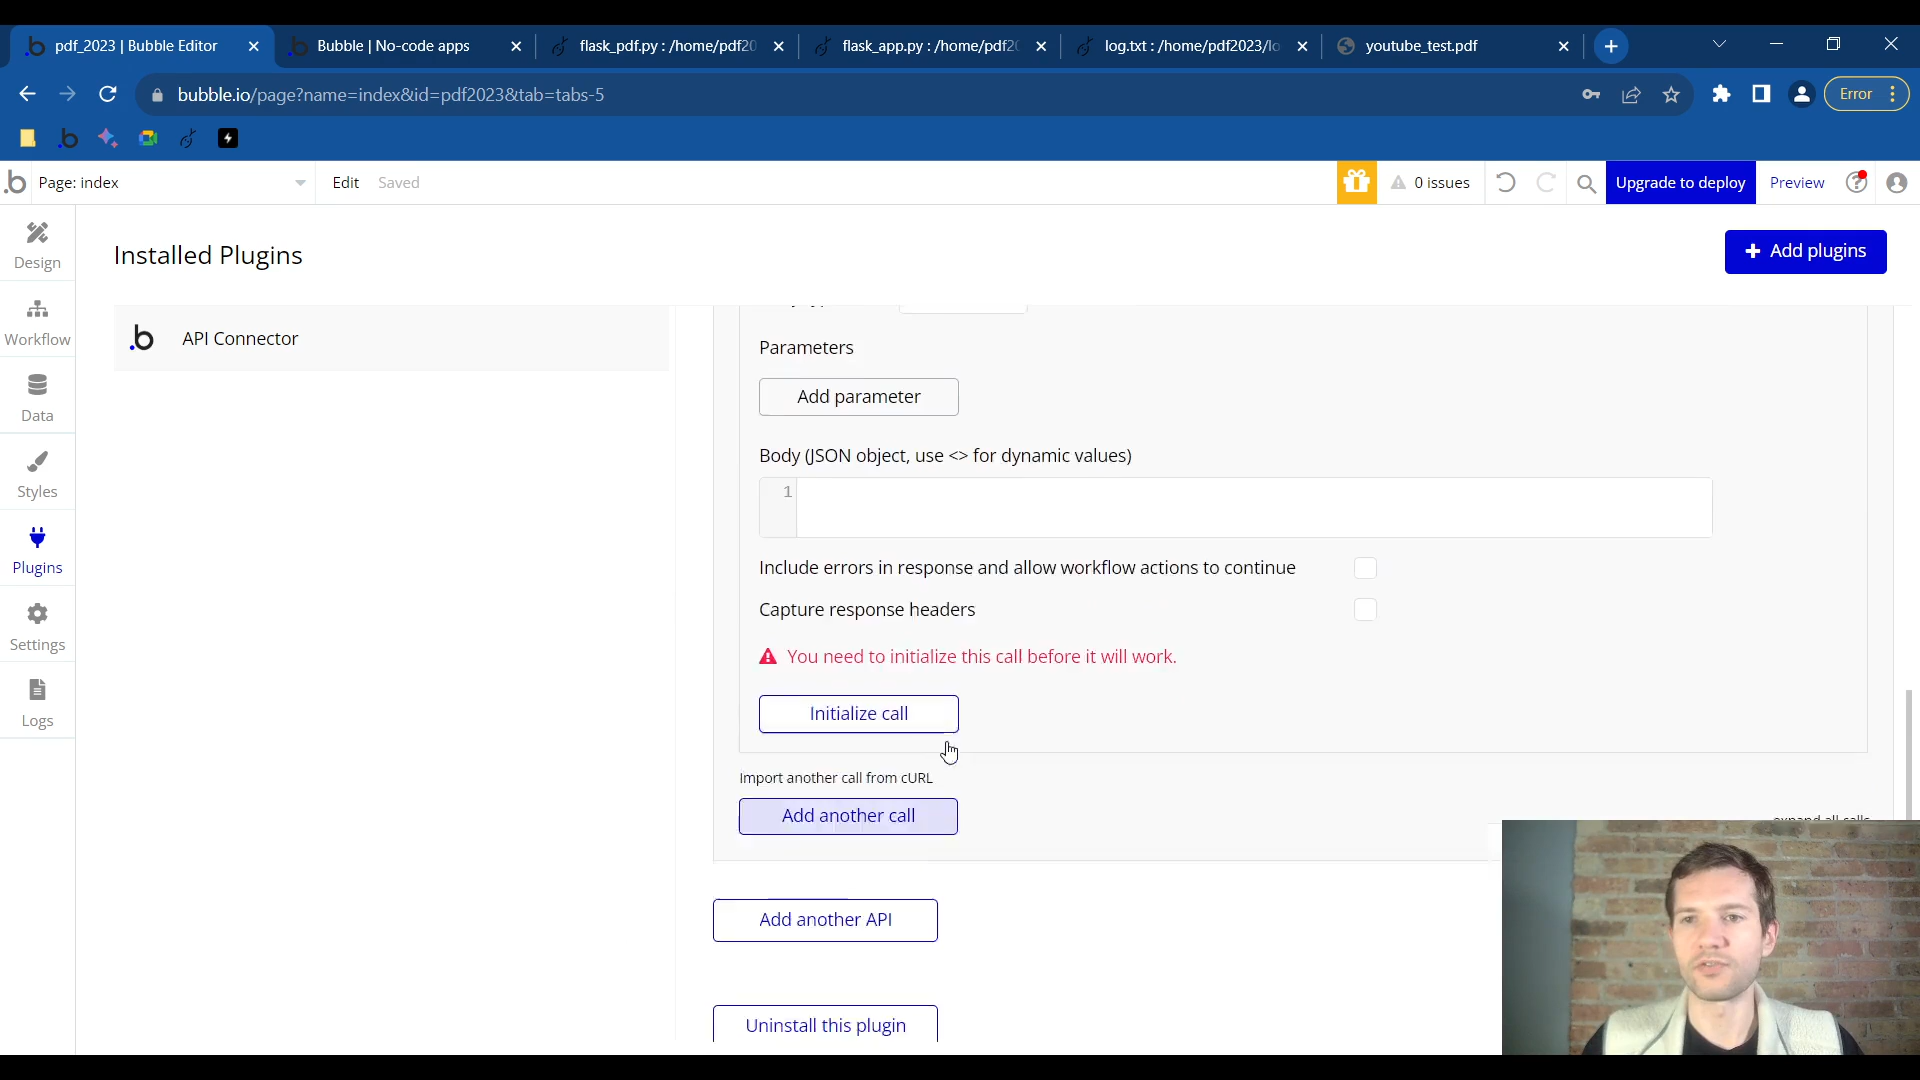 pdf_2023 | Bubble Editor
Bubble | No-code apps
flask_pdf.py : /home/pdf20
flask_app.py : /home/pdf20
log.txt : /home/pdf2023/lo
youtube_test.pdf
bubble.io/page?name=index&id=pdf2023&tab=tabs-5
Error
Page: index
Edit
Saved
0 issues
Upgrade to deploy
Preview
Design
Workflow
Data
Styles
Plugins
Settings
Logs
Installed Plugins
+ Add plugins
API Connector
Parameters
Add parameter
Body (JSON object, use <> for dynamic values)
1
Include errors in response and allow workflow actions to continue
Capture response headers
You need to initialize this call before it will work.
Initialize call
Import another call from cURL
Add another call
expand all calls
Add another API
Uninstall this plugin